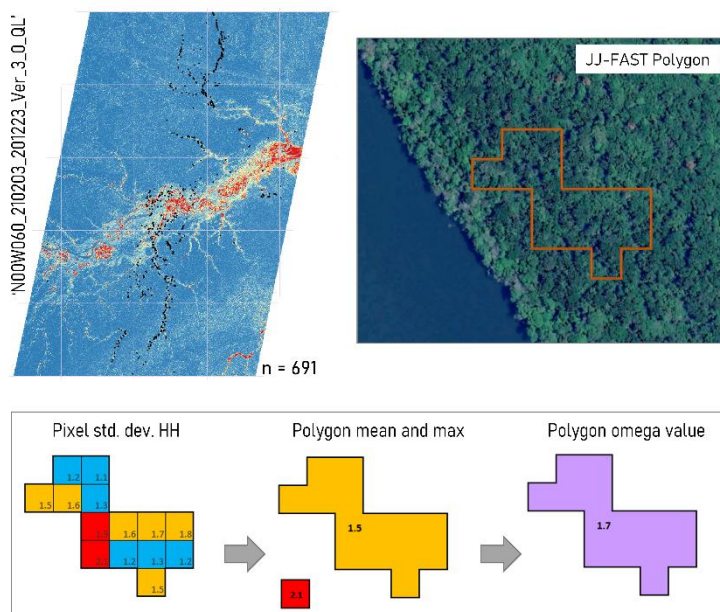 'N00W060_210203_201223_Ver_3_0_QL'
n = 691
JJ-FAST Polygon
Pixel std. dev. HH
Polygon mean and max
Polygon omega value
1.2 1.1
1.5 1.6 1.3
1.6 1.7 1.8
1.2 1.3 1.2
1.5
1.5
2.1
1.7